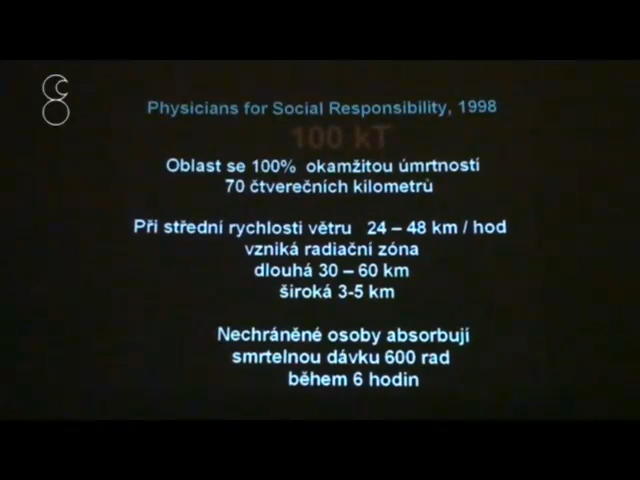 Physicians for Social Responsibility, 1998
100 kT
Oblast se 100% okamžitou úmrtností
70 čtverečních kilometrů
Při střední rychlosti větru 24 – 48 km / hod
vzniká radiační zóna
dlouhá 30 – 60 km
široká 3-5 km
Nechráněné osoby absorbují
smrtelnou dávku 600 rad
během 6 hodin